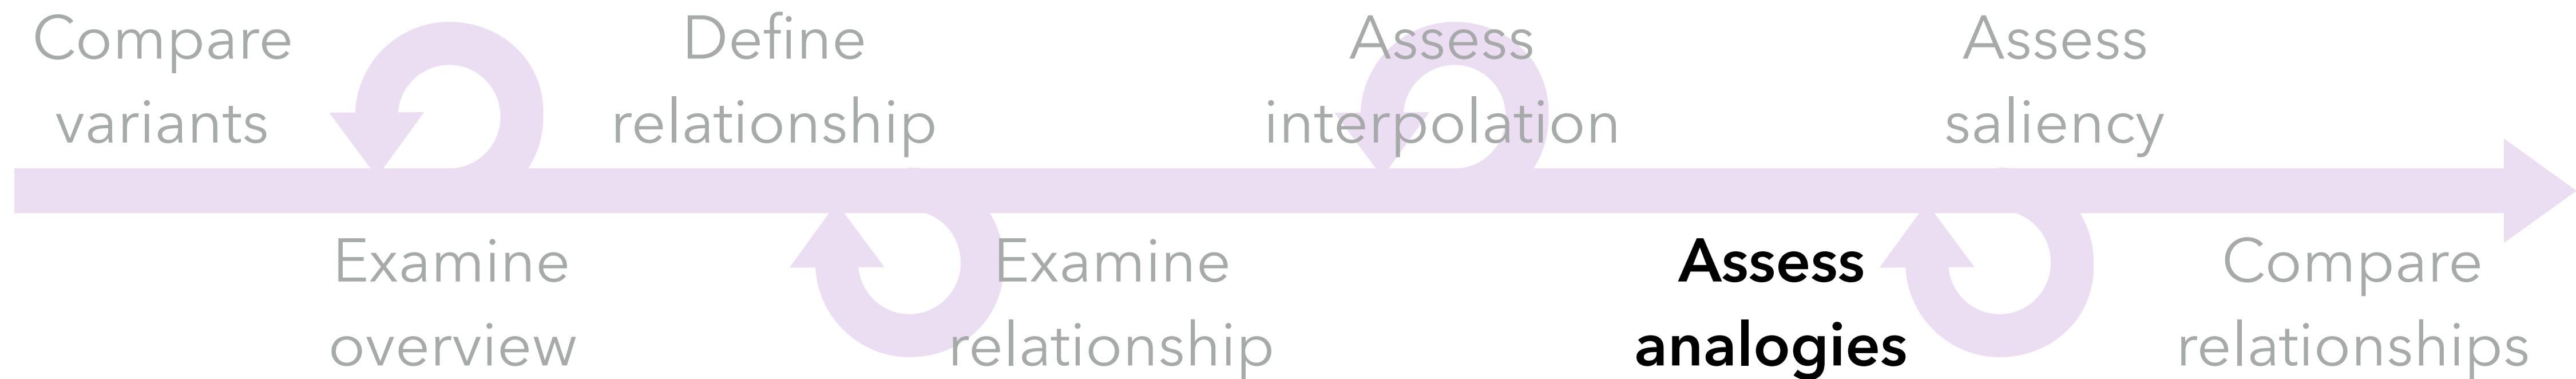 Compare
variants
Examine
overview
Define
relationship
Examine
relationship
Assess
interpolation
Assess
analogies
Assess
saliency
Compare
relationships